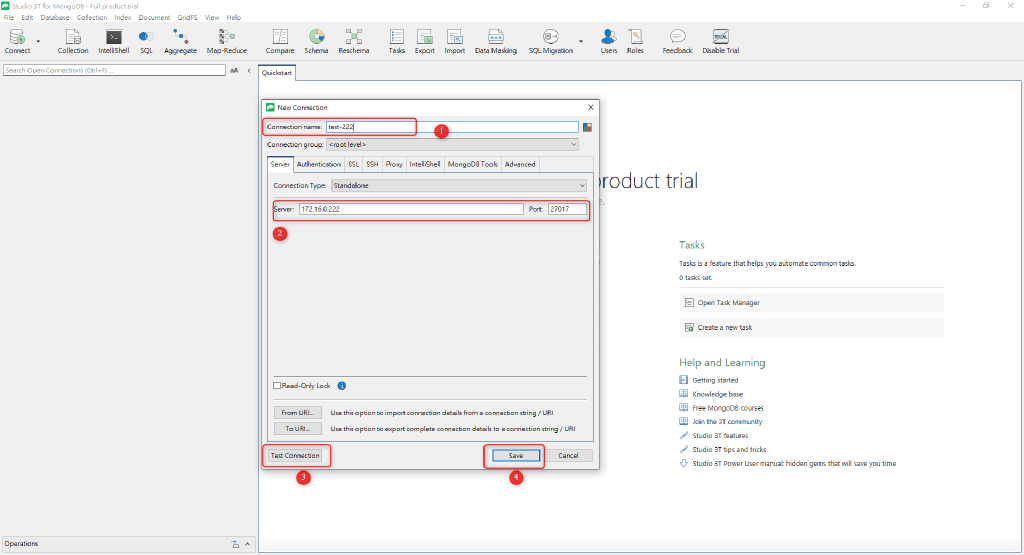 Studio 3T for MongoDB - Full product trial
File Edit Database Collection Index Document GridFS View Help
Connect Collection IntelliShell SQL Aggregate Map-Reduce Compare Schema Reschema Tasks Export Import Data Masking SQL Migration Users Roles Feedback Disable Trial
Search Open Connections (Ctrl+F) ... aA
Quickstart
New Connection
Connection name: test-222
1
Connection group: <root level>
Server Authentication SSL SSH Proxy IntelliShell MongoDB Tools Advanced
Connection Type: Standalone
Server: 172.16.0.222 Port: 27017
2
product trial
Tasks
Tasks is a feature that helps you automate common tasks.
0 tasks set.
Open Task Manager
Create a new task
Help and Learning
Getting started
Knowledge base
Free MongoDB courses
Join the 3T community
Studio 3T features
Studio 3T tips and tricks
Studio 3T Power User manual: hidden gems that will save you time
Read-Only Lock
From URI... Use this option to import connection details from a connection string / URI
To URI... Use this option to export complete connection details to a connection string / URI
Test Connection Save Cancel
3 4
Operations